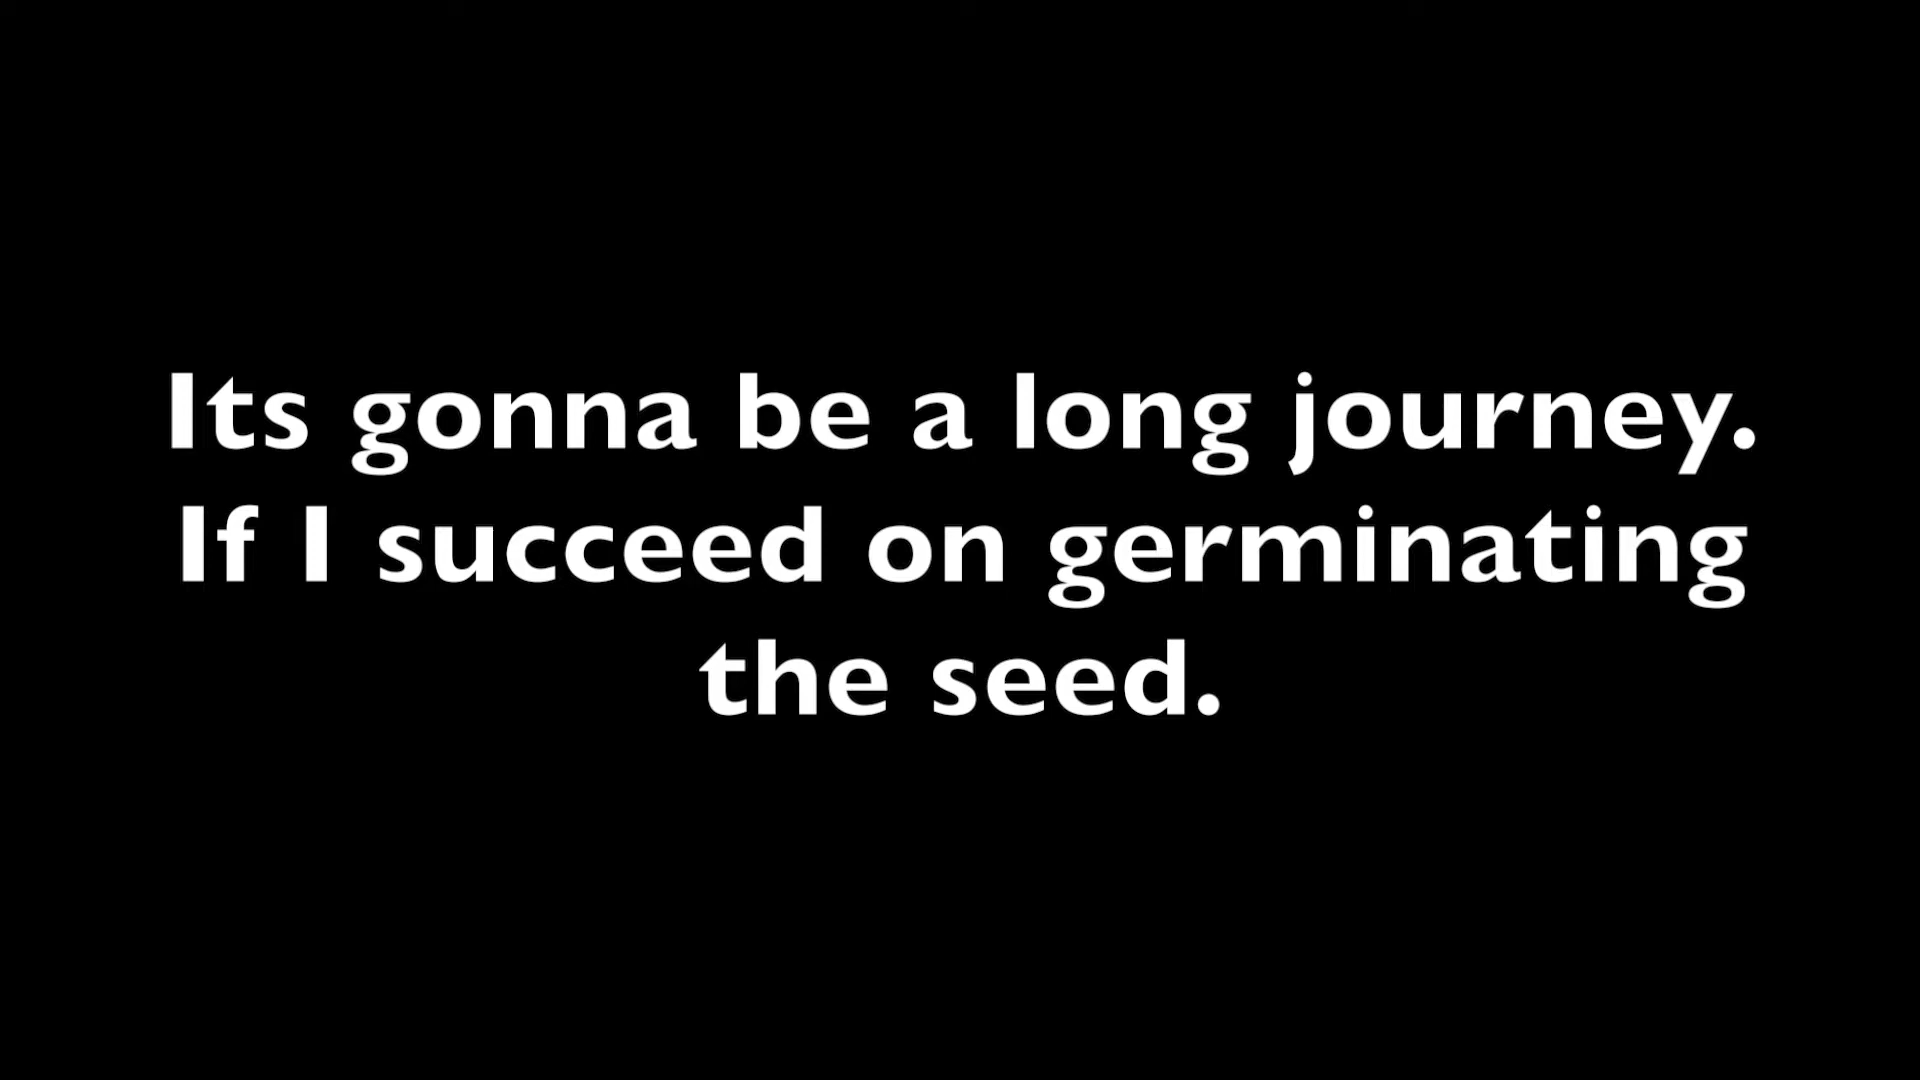 Its gonna be a long journey.
If I succeed on germinating
the seed.